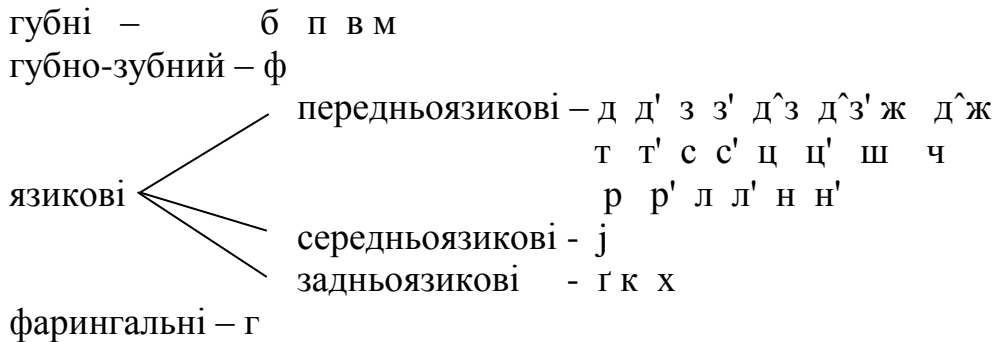 губні – б п в м
губно-зубний – ф
передньоязикові – д д' з з' д^з д^з' ж д^ж
т т' с с' ц ц' ш ч
язикові р р' л л' н н'
середньоязикові - j
задньоязикові - ґ к х
фарингальні – г